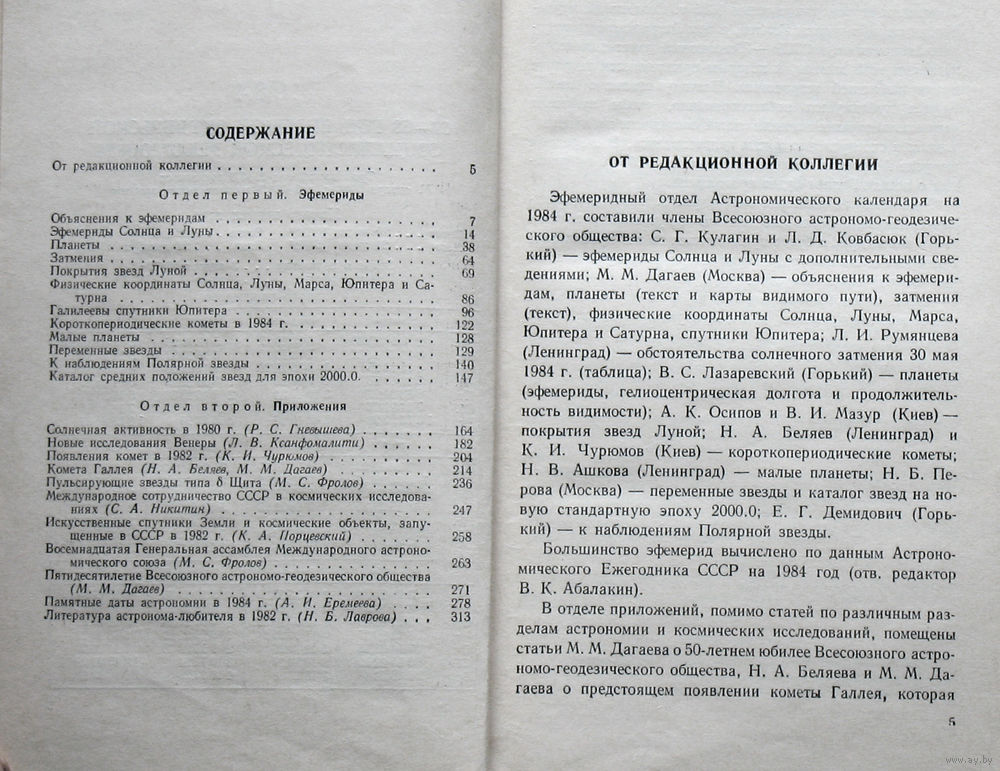 СОДЕРЖАНИЕ
От редакционной коллегии . . . . . . . . . . . . . . . . . . . . 5
Отдел первый. Эфемериды
Объяснения к эфемеридам . . . . . . . . . . . . . . . . . . . 7
Эфемериды Солнца и Луны . . . . . . . . . . . . . . . . . . . 14
Планеты . . . . . . . . . . . . . . . . . . . . . . . . . . . 38
Затмения . . . . . . . . . . . . . . . . . . . . . . . . . . 64
Покрытия звезд Луной . . . . . . . . . . . . . . . . . . . . 69
Физические координаты Солнца, Луны, Марса, Юпитера и Са-
турна . . . . . . . . . . . . . . . . . . . . . . . . . . 86
Галилеевы спутники Юпитера . . . . . . . . . . . . . . . . . 96
Короткопериодические кометы в 1984 г. . . . . . . . . . . . . 122
Малые планеты . . . . . . . . . . . . . . . . . . . . . . . . 128
Переменные звезды . . . . . . . . . . . . . . . . . . . . . . 129
К наблюдениям Полярной звезды . . . . . . . . . . . . . . . . 140
Каталог средних положений звезд для эпохи 2000.0 . . . . . . 147
Отдел второй. Приложения
Солнечная активность в 1980 г. (Р. С. Гневышева) . . . . . . . 164
Новые исследования Венеры (Л. В. Ксанфомалити) . . . . 182
Появления комет в 1982 г. (К. И. Чурюмов) . . . . . . . . . . 204
Комета Галлея (Н. А. Беляев, М. М. Дагаев) . . . . . . . . . 214
Пульсирующие звезды типа δ Щита (М. С. Фролов) . . . . . . 236
Международное сотрудничество СССР в космических исследова-
ниях (С. А. Никитин) . . . . . . . . . . . . . . . . . . 247
Искусственные спутники Земли и космические объекты, запу-
щенные в СССР в 1982 г. (К. А. Порцевский) . . . . . . . 258
Восемнадцатая Генеральная ассамблея Международного астроно-
мического союза (М. С. Фролов) . . . . . . . . . . . . . 263
Пятидесятилетие Всесоюзного астрономо-геодезического общества
(М. М. Дагаев) . . . . . . . . . . . . . . . . . . . . . 271
Памятные даты астрономии в 1984 г. (А. И. Еремеева) . . . . 278
Литература астронома-любителя в 1982 г. (Н. Б. Лаврова) . . . 313
ОТ РЕДАКЦИОННОЙ КОЛЛЕГИИ
Эфемеридный отдел Астрономического календаря на
1984 г. составили члены Всесоюзного астрономо-геодезиче-
ского общества: С. Г. Кулагин и Л. Д. Ковбасюк (Горь-
кий) — эфемериды Солнца и Луны с дополнительными све-
дениями; М. М. Дагаев (Москва) — объяснения к эфемери-
дам, планеты (текст и карты видимого пути), затмения
(текст), физические координаты Солнца, Луны, Марса,
Юпитера и Сатурна, спутники Юпитера; Л. И. Румянцева
(Ленинград) — обстоятельства солнечного затмения 30 мая
1984 г. (таблица); В. С. Лазаревский (Горький) — планеты
(эфемериды, гелиоцентрическая долгота и продолжитель-
ность видимости); А. К. Осипов и В. И. Мазур (Киев) —
покрытия звезд Луной; Н. А. Беляев (Ленинград) и
К. И. Чурюмов (Киев) — короткопериодические кометы;
Н. В. Ашкова (Ленинград) — малые планеты; Н. Б. Пе-
рова (Москва) — переменные звезды и каталог звезд на но-
вую стандартную эпоху 2000.0; Е. Г. Демидович (Горь-
кий) — к наблюдениям Полярной звезды.
Большинство эфемерид вычислено по данным Астроно-
мического Ежегодника СССР на 1984 год (отв. редактор
В. К. Абалакин).
В отделе приложений, помимо статей по различным раз-
делам астрономии и космических исследований, помещены
статьи М. М. Дагаева о 50-летнем юбилее Всесоюзного астро-
номо-геодезического общества, Н. А. Беляева и М. М. Да-
гаева о предстоящем появлении кометы Галлея, которая
5
www.ay.by